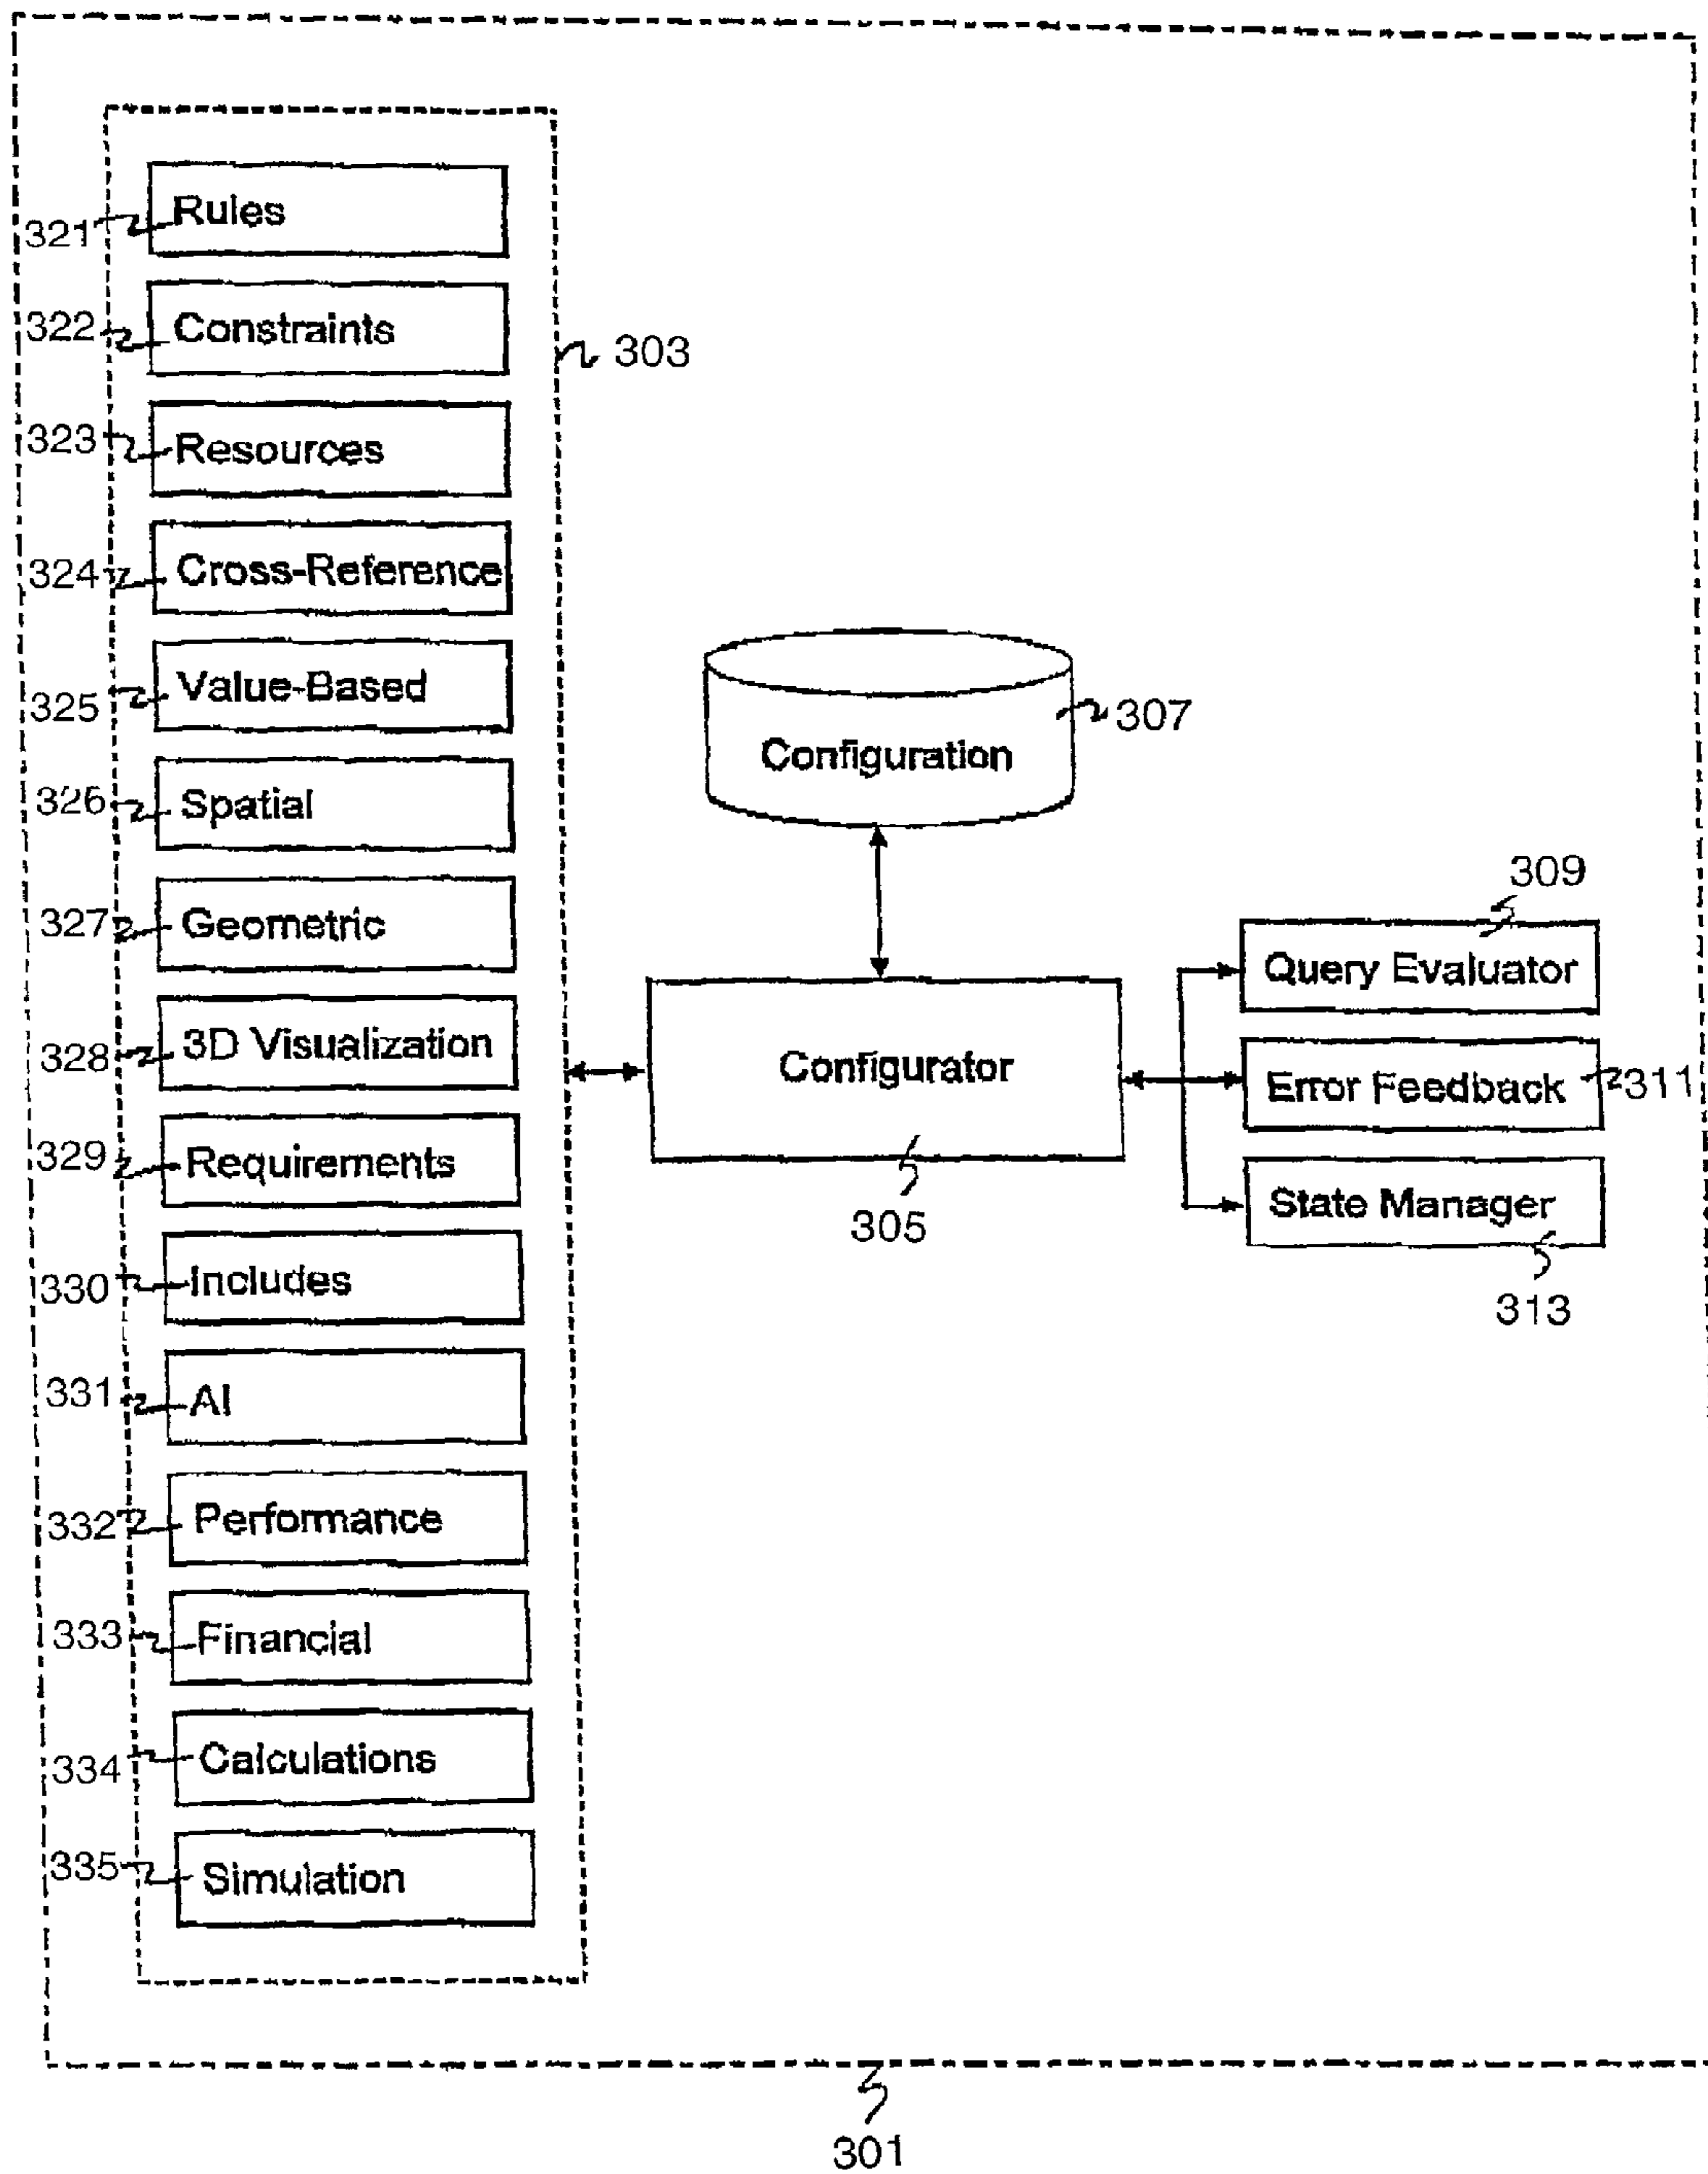 321 Rules
322 Constraints
303
323 Resources
324 Cross-Reference
325 Value-Based
326 Spatial
327 Geometric
328 3D Visualization
329 Requirements
330 Includes
331 AI
332 Performance
333 Financial
334 Calculations
335 Simulation
307
Configuration
Configurator
305
309
Query Evaluator
Error Feedback 311
State Manager
313
301